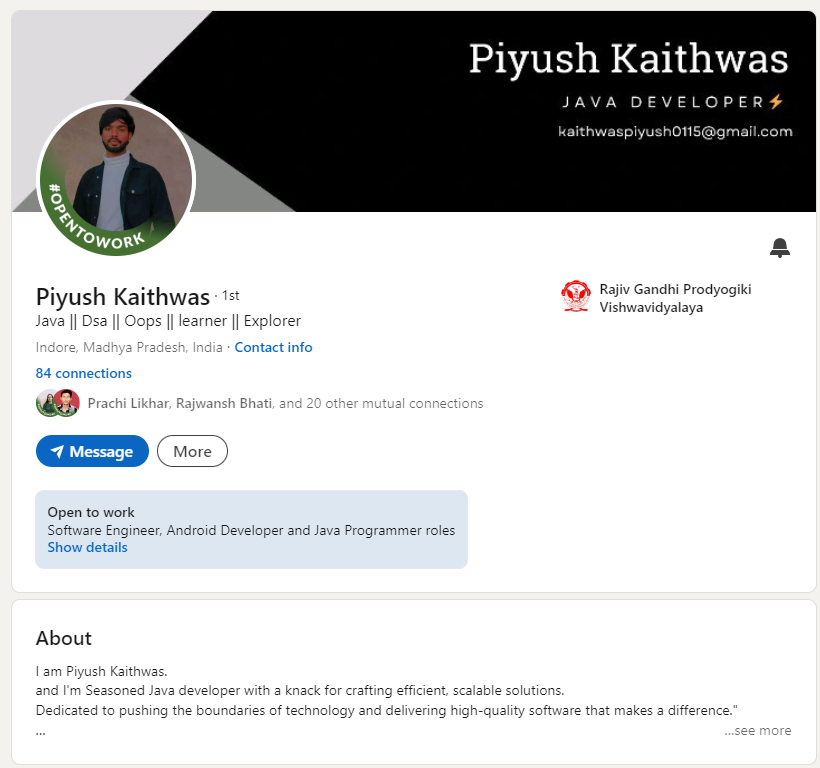 Piyush Kaithwas
JAVA DEVELOPER⚡
kaithwaspiyush0115@gmail.com
#OPENTOWORK
Piyush Kaithwas · 1st
Java || Dsa || Oops || learner || Explorer
Indore, Madhya Pradesh, India · Contact info
84 connections
Prachi Likhar, Rajwansh Bhati, and 20 other mutual connections
Rajiv Gandhi Prodyogiki
Vishwavidyalaya
Message
More
Open to work
Software Engineer, Android Developer and Java Programmer roles
Show details
About
I am Piyush Kaithwas.
and I'm Seasoned Java developer with a knack for crafting efficient, scalable solutions.
Dedicated to pushing the boundaries of technology and delivering high-quality software that makes a difference."
... …see more